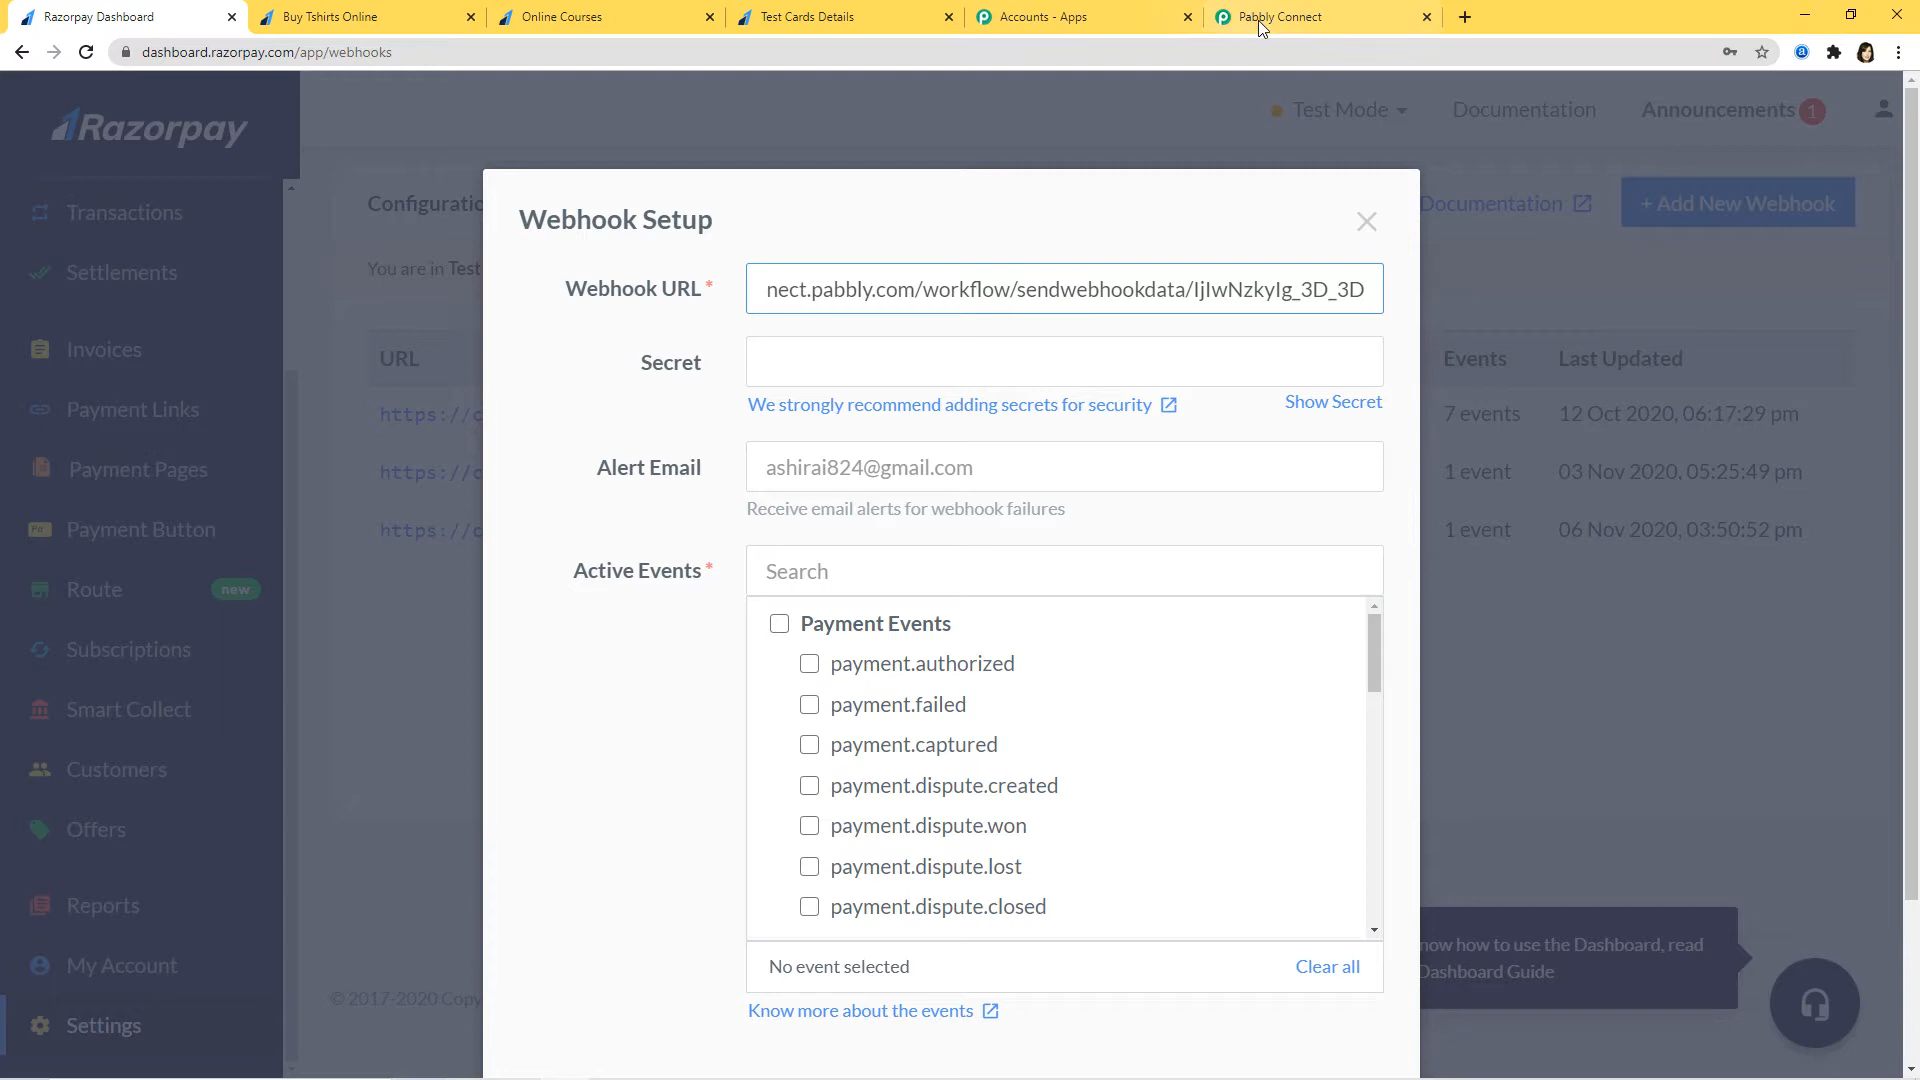 Razorpay Dashboard
Buy Tshirts Online
Online Courses
Test Cards Details
Accounts - Apps
Pabbly Connect
dashboard.razorpay.com/app/webhooks
Razorpay
Test Mode
Documentation
Announcements 1
Transactions
Settlements
Invoices
Payment Links
Payment Pages
Payment Button
Route new
Subscriptions
Smart Collect
Customers
Offers
Reports
My Account
Settings
Configuratio
Documentation
+ Add New Webhook
You are in Test
URL
Events
Last Updated
https://c
7 events
12 Oct 2020, 06:17:29 pm
https://c
1 event
03 Nov 2020, 05:25:49 pm
https://c
1 event
06 Nov 2020, 03:50:52 pm
Webhook Setup
Webhook URL *
nect.pabbly.com/workflow/sendwebhookdata/IjIwNzkyIg_3D_3D
Secret
We strongly recommend adding secrets for security
Show Secret
Alert Email
ashirai824@gmail.com
Receive email alerts for webhook failures
Active Events *
Search
Payment Events
payment.authorized
payment.failed
payment.captured
payment.dispute.created
payment.dispute.won
payment.dispute.lost
payment.dispute.closed
No event selected
Clear all
Know more about the events
now how to use the Dashboard, read
Dashboard Guide
© 2017-2020 Copy